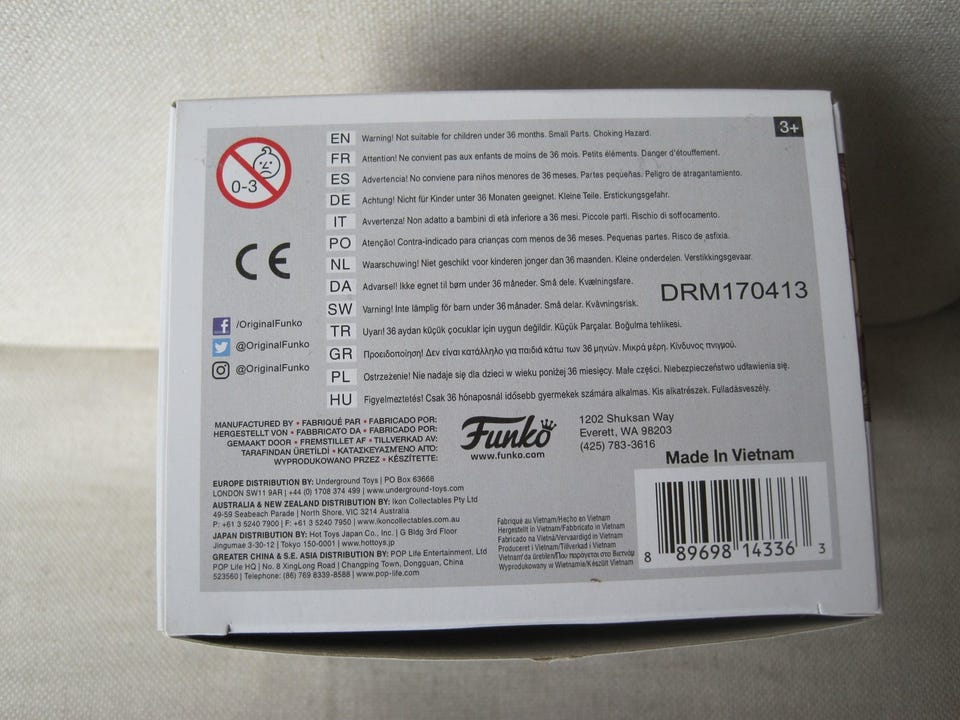 3+
0-3
EN Warning! Not suitable for children under 36 months. Small Parts. Choking Hazard.
FR Attention! Ne convient pas aux enfants de moins de 36 mois. Petits éléments. Danger d'étouffement.
ES Advertencia! No conviene para niños menores de 36 meses. Partes pequeñas. Peligro de atragantamiento.
DE Achtung! Nicht für Kinder unter 36 Monaten geeignet. Kleine Teile. Erstickungsgefahr.
IT Avvertenza! Non adatto a bambini di età inferiore a 36 mesi. Piccole parti. Rischio di soffocamento.
PO Atenção! Contra-indicado para crianças com menos de 36 meses. Pequenas partes. Risco de asfixia.
NL Waarschuwing! Niet geschikt voor kinderen jonger dan 36 maanden. Kleine onderdelen. Verstikkingsgevaar.
DA Advarsel! Ikke egnet til børn under 36 måneder. Små dele. Kvælningsfare.
SW Varning! Inte lämplig för barn under 36 månader. Små delar. Kvävningsrisk.
TR Uyarı! 36 aydan küçük çocuklar için uygun değildir. Küçük Parçalar. Boğulma tehlikesi.
GR Προειδοποίηση! Δεν είναι κατάλληλο για παιδιά κάτω των 36 μηνών. Μικρά μέρη. Κίνδυνος πνιγμού.
PL Ostrzeżenie! Nie nadaje się dla dzieci w wieku poniżej 36 miesięcy. Małe części. Niebezpieczeństwo udławienia się.
HU Figyelmeztetés! Csak 36 hónaposnál idősebb gyermekek számára alkalmas. Kis alkatrészek. Fulladásveszély.
DRM170413
CE
/OriginalFunko
@OriginalFunko
@OriginalFunko
MANUFACTURED BY • FABRIQUÉ PAR • FABRICADO POR:
HERGESTELLT VON • FABBRICATO DA • FABRICADO POR:
GEMAAKT DOOR • FREMSTILLET AF • TILLVERKAD AV:
TARAFINDAN ÜRETİLDİ • ΚΑΤΑΣΚΕΥΑΣΜΕΝΟ ΑΠΟ:
WYPRODUKOWANO PRZEZ • KÉSZÍTETTE:
Funko
www.funko.com
1202 Shuksan Way
Everett, WA 98203
(425) 783-3616
EUROPE DISTRIBUTION BY: Underground Toys | PO Box 63666
LONDON SW11 9AR | +44 (0) 1708 374 499 | www.underground-toys.com
AUSTRALIA & NEW ZEALAND DISTRIBUTION BY: Ikon Collectables Pty Ltd
49-59 Seabeach Parade | North Shore, VIC 3214 Australia
P: +61 3 5240 7900 | F: +61 3 5240 7950 | www.ikoncollectables.com.au
JAPAN DISTRIBUTION BY: Hot Toys Japan Co., Inc. | G Bldg 3rd Floor
Jingumae 3-30-12 | Tokyo 150-0001 | www.hottoys.jp
GREATER CHINA & S.E. ASIA DISTRIBUTION BY: POP Life Entertainment, Ltd
POP Life HQ | No. 8 XingLong Road | Changping Town, Dongguan, China
523560 | Telephone: (86) 769 8339-8588 | www.pop-life.com
Fabriqué au Vietnam/Hecho en Vietnam
Hergestellt in Vietnam/Fabbricato in Vietnam
Fabricado na Vietnã/Vervaardigd in Vietnam
Produceret i Vietnam/Tillverkad i Vietnam
Vietnam'da üretilen/Που παράγονται στο Βιετνάμ
Wyprodukowany w Wietnamie/Készült Vietnam
Made In Vietnam
8 89698 14336 3